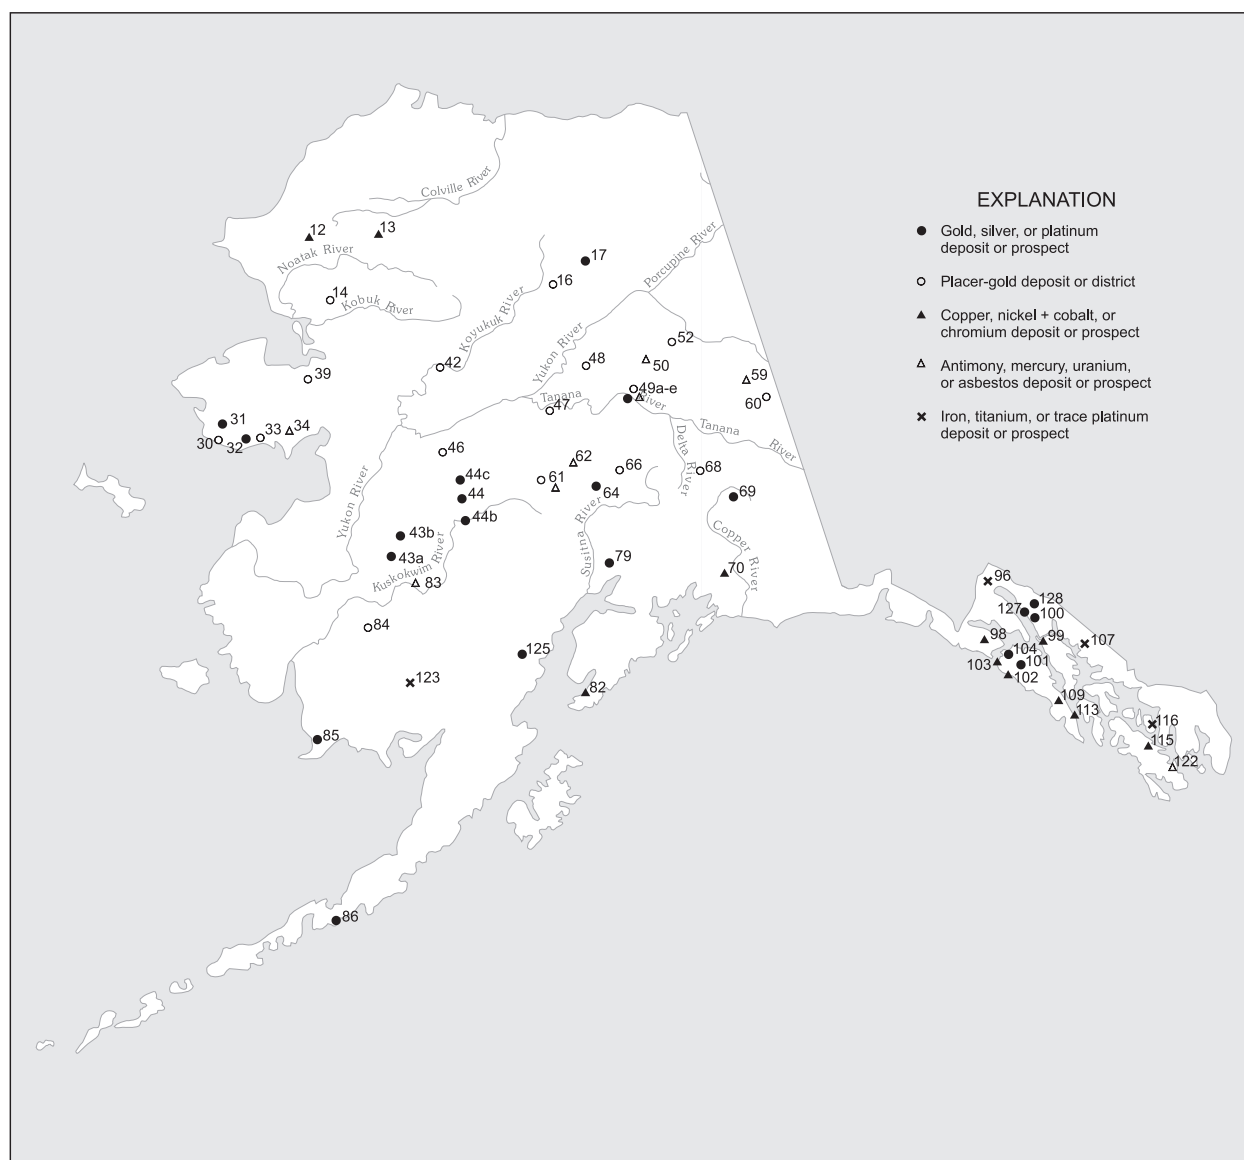 EXPLANATION
Gold, silver, or platinum
deposit or prospect
Placer-gold deposit or district
Copper, nickel + cobalt, or
chromium deposit or prospect
Antimony, mercury, uranium,
or asbestos deposit or prospect
Iron, titanium, or trace platinum
deposit or prospect
Colville River
12
13
Noatak River
14
Kobuk River
17
16
Koyukuk River
Porcupine River
Yukon River
52
42
48
50
39
59
49a-e
60
Tanana
River
47
31
33
34
30
32
Tanana
River
46
62
66
68
Delta River
44c
61
64
69
44
44b
River
Susitna
Yukon River
43b
43a
Kuskokwim River
83
79
Copper River
70
84
96
128
127
100
98
99
107
125
104
103
101
102
123
82
109
113
116
85
115
122
86